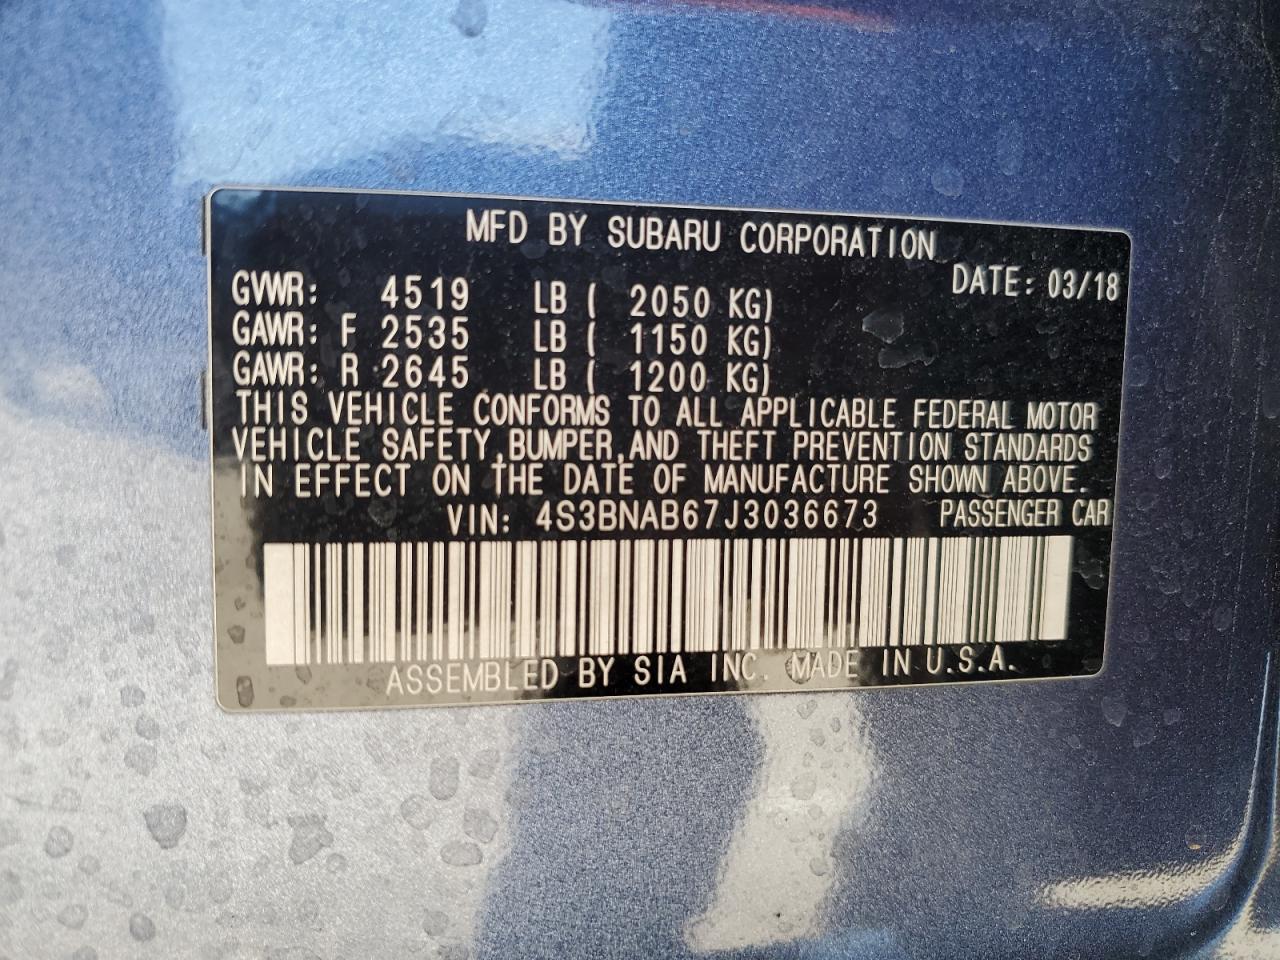 MFD BY SUBARU CORPORATION
DATE: 03/18
GVWR: 4519 LB ( 2050 KG)
GAWR: F 2535 LB ( 1150 KG)
GAWR: R 2645 LB ( 1200 KG)
THIS VEHICLE CONFORMS TO ALL APPLICABLE FEDERAL MOTOR
VEHICLE SAFETY,BUMPER,AND THEFT PREVENTION STANDARDS
IN EFFECT ON THE DATE OF MANUFACTURE SHOWN ABOVE.
VIN: 4S3BNAB67J3036673 PASSENGER CAR
ASSEMBLED BY SIA INC. MADE IN U.S.A.